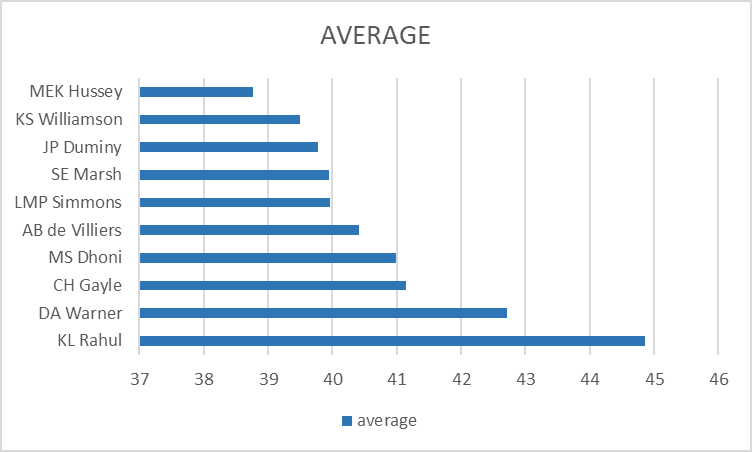 AVERAGE
MEK Hussey
KS Williamson
JP Duminy
SE Marsh
LMP Simmons
AB de Villiers
MS Dhoni
CH Gayle
DA Warner
KL Rahul
37 38 39 40 41 42 43 44 45 46
average